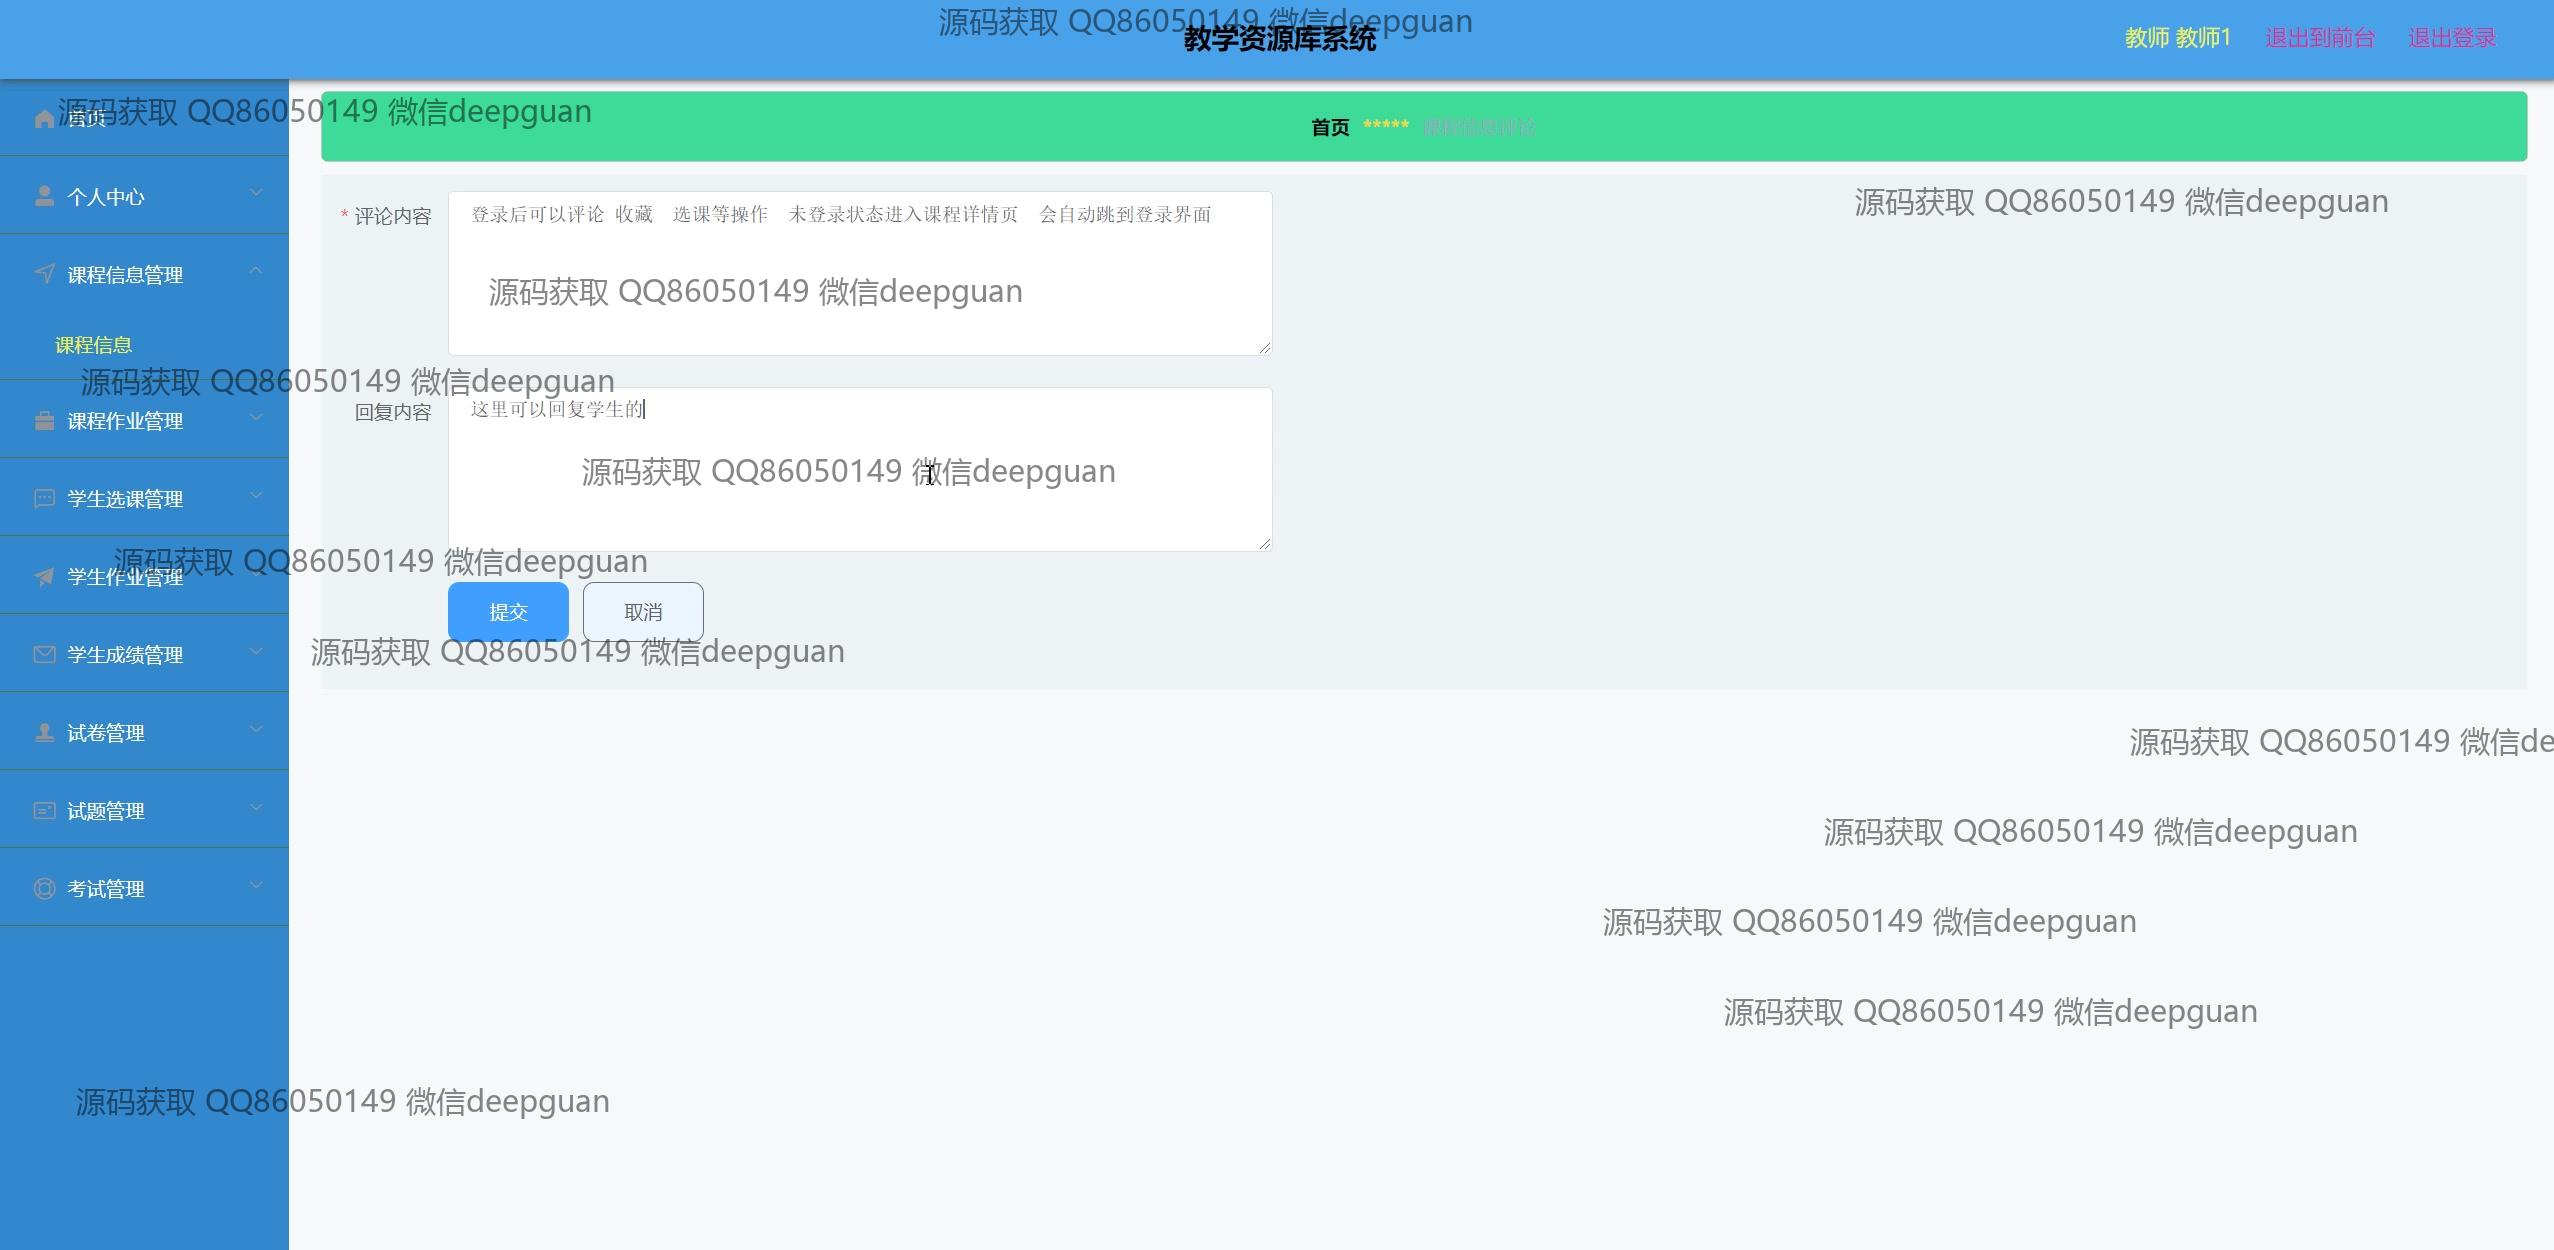 源码获取 QQ86050149 微信deepguan
教学资源库系统
教师 教师1 退出到前台 退出登录
源码获取 QQ86050149 微信deepguan
首页
首页 ***** 课程信息评论
个人中心
源码获取 QQ86050149 微信deepguan
* 评论内容
登录后可以评论 收藏 选课等操作 未登录状态进入课程详情页 会自动跳到登录界面
课程信息管理
源码获取 QQ86050149 微信deepguan
课程信息
源码获取 QQ86050149 微信deepguan
回复内容
这里可以回复学生的
课程作业管理
源码获取 QQ86050149 微信deepguan
学生选课管理
源码获取 QQ86050149 微信deepguan
学生作业管理
提交 取消
源码获取 QQ86050149 微信deepguan
学生成绩管理
试卷管理
源码获取 QQ86050149 微信de
试题管理
源码获取 QQ86050149 微信deepguan
考试管理
源码获取 QQ86050149 微信deepguan
源码获取 QQ86050149 微信deepguan
源码获取 QQ86050149 微信deepguan